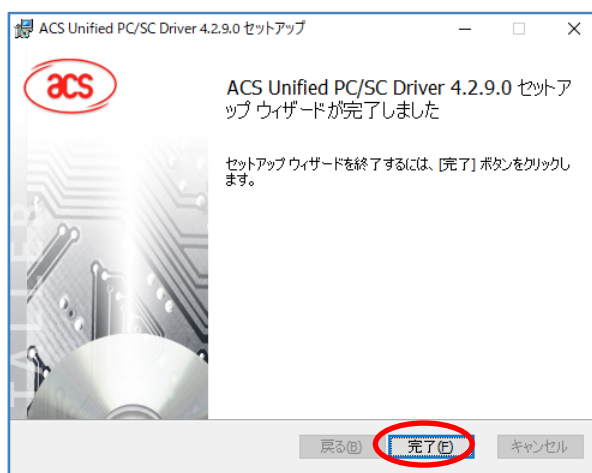 ACS Unified PC/SC Driver 4.2.9.0 セットアップ
acs
ACS Unified PC/SC Driver 4.2.9.0 セットア
ップ ウィザードが完了しました
セットアップ ウィザードを終了するには、[完了] ボタンをクリックし
ます。
TALLER
戻る(B)
完了(F)
キャンセル